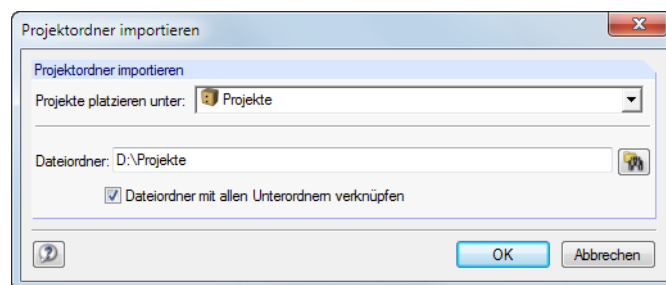 Projektordner importieren
Projektordner importieren
Projekte platzieren unter: Projekte
Dateiordner: D:\Projekte
Dateiordner mit allen Unterordnern verknüpfen
OK Abbrechen